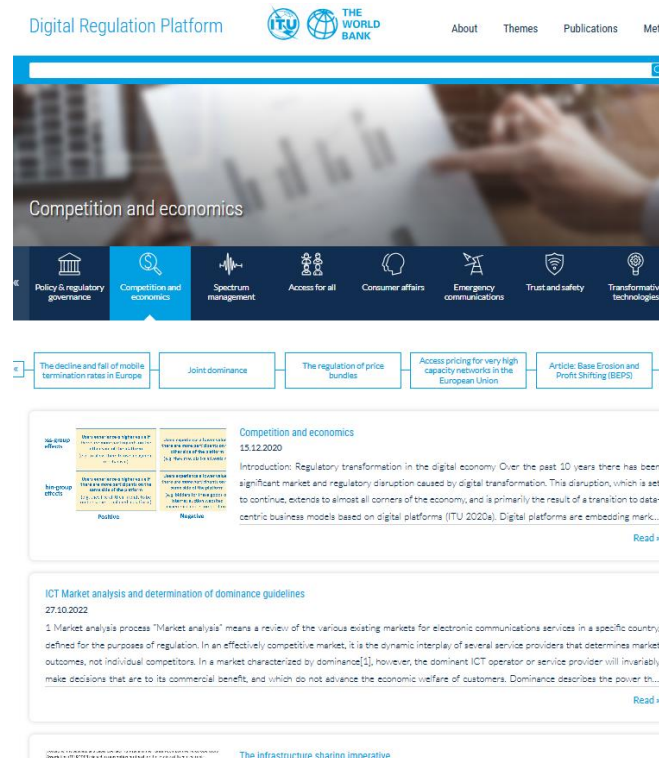 Digital Regulation Platform
ITU
THE
WORLD
BANK
About Themes Publications Met
Competition and economics
«
Policy & regulatory
governance
Competition and
economics
Spectrum
management
Access for all
Consumer affairs
Emergency
communications
Trust and safety
Transformativ
technologies
«
The decline and fall of mobile
termination rates in Europe
Joint dominance
The regulation of price
bundles
Access pricing for very high
capacity networks in the
European Union
Article: Base Erosion and
Profit Shifting (BEPS)
effects
effects
Positive
Negative
Competition and economics
15.12.2020
Introduction: Regulatory transformation in the digital economy Over the past 10 years there has been
significant market and regulatory disruption caused by digital transformation. This disruption, which is set
to continue, extends to almost all corners of the economy, and is primarily the result of a transition to data-
centric business models based on digital platforms (ITU 2020a). Digital platforms are embedding mark...
Read »
ICT Market analysis and determination of dominance guidelines
27.10.2022
1 Market analysis process “Market analysis” means a review of the various existing markets for electronic communications services in a specific country,
defined for the purposes of regulation. In an effectively competitive market, it is the dynamic interplay of several service providers that determines market
outcomes, not individual competitors. In a market characterized by dominance[1], however, the dominant ICT operator or service provider will invariably
make decisions that are to its commercial benefit, and which do not advance the economic welfare of customers. Dominance describes the power th...
Read »
The infrastructure sharing imperative